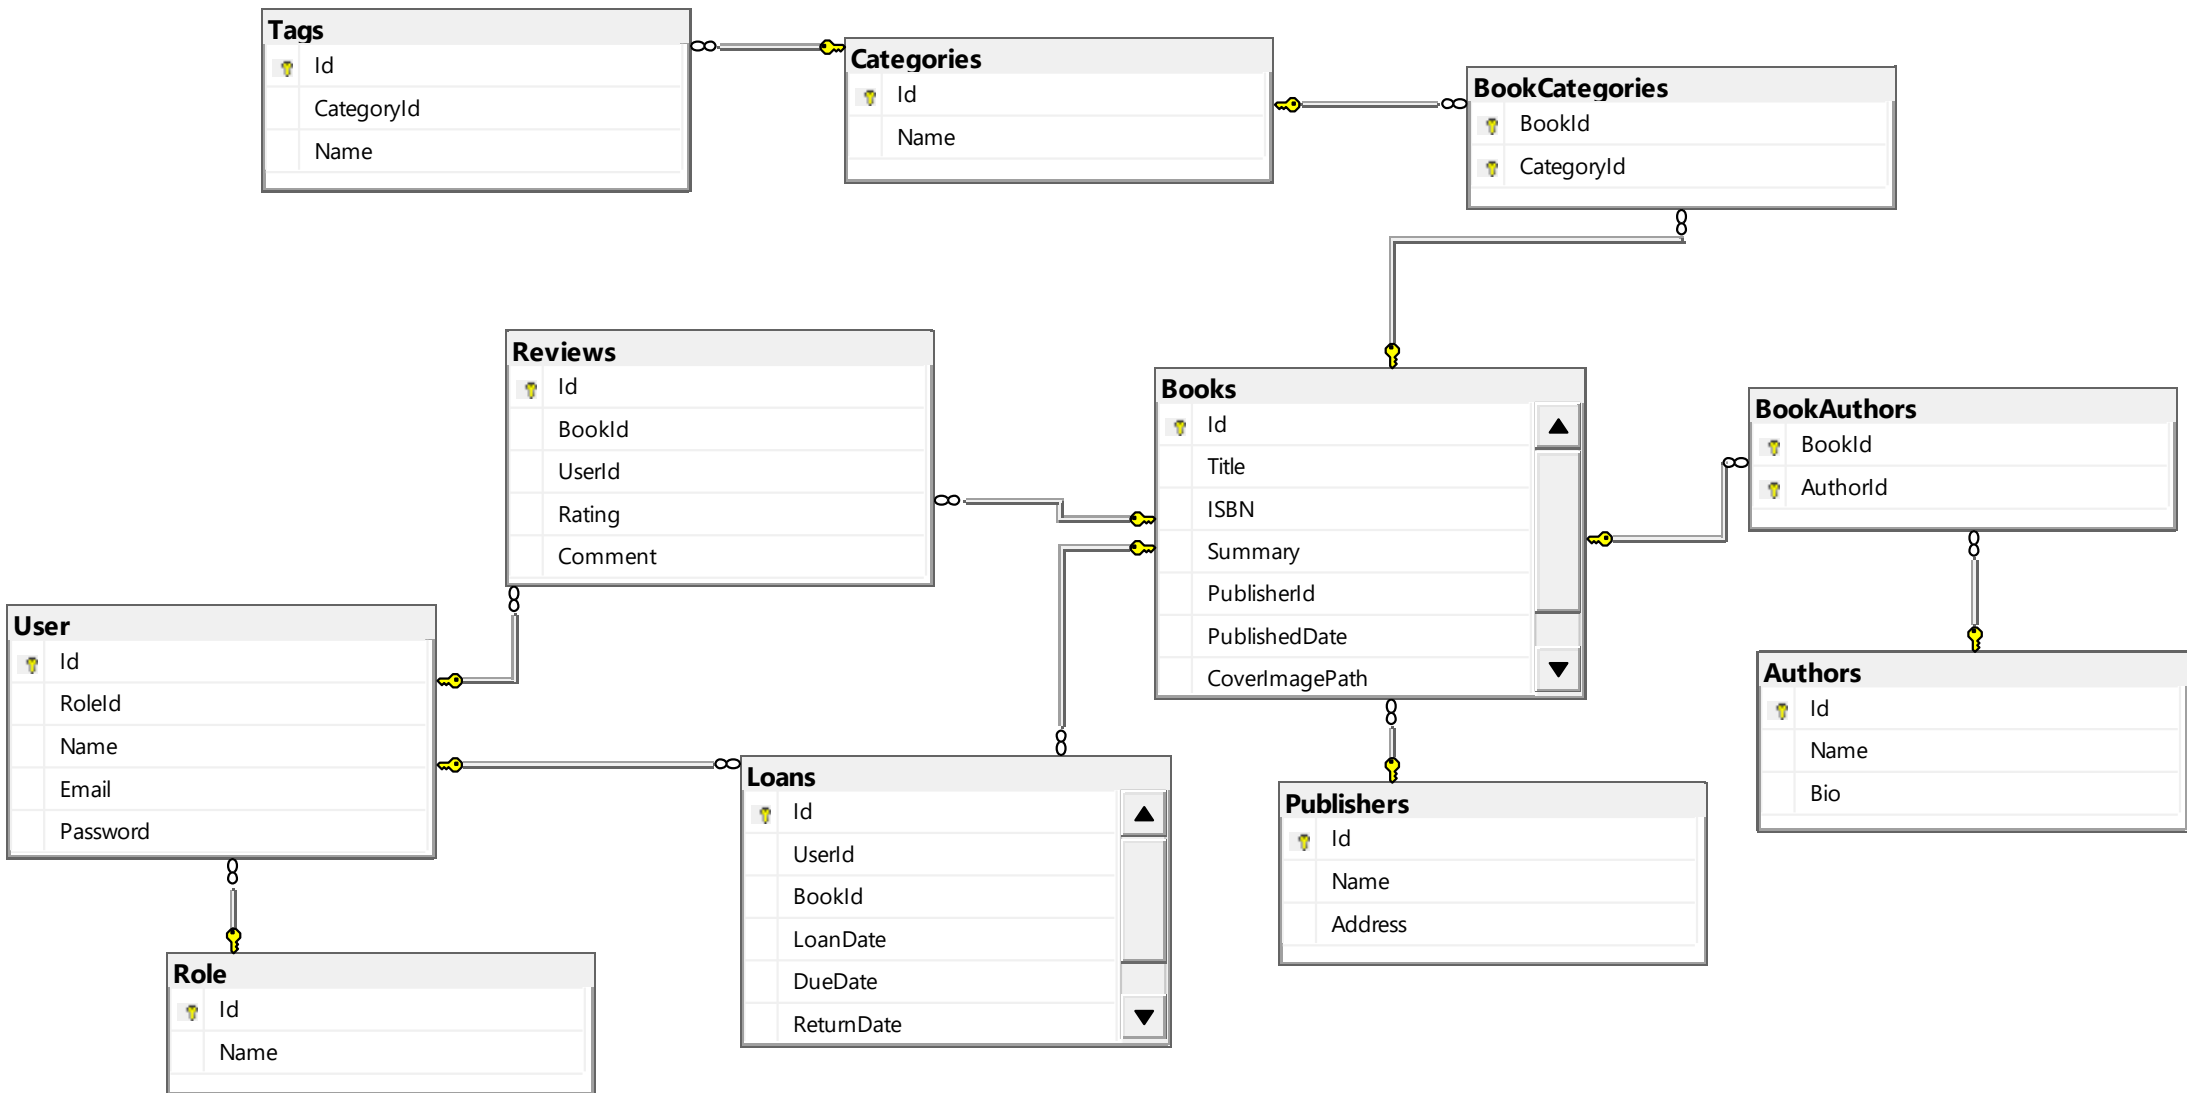 Tags
Id
CategoryId
Name
Categories
Id
Name
BookCategories
BookId
CategoryId
Reviews
Id
BookId
UserId
Rating
Comment
Books
Id
Title
ISBN
Summary
PublisherId
PublishedDate
CoverImagePath
BookAuthors
BookId
AuthorId
User
Id
RoleId
Name
Email
Password
Loans
Id
UserId
BookId
LoanDate
DueDate
ReturnDate
Publishers
Id
Name
Address
Authors
Id
Name
Bio
Role
Id
Name